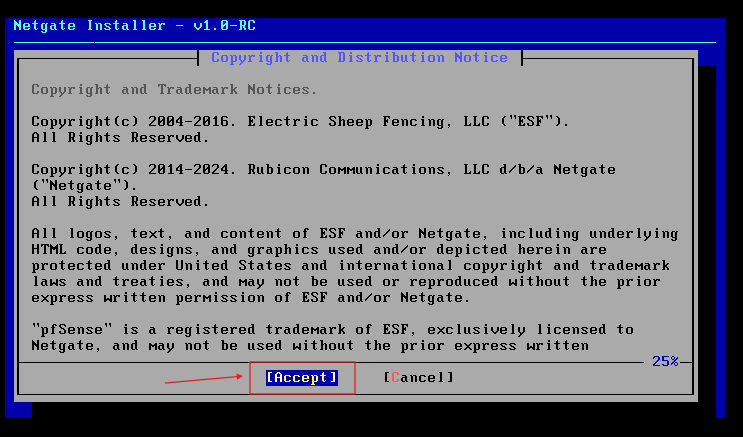 Netgate Installer - v1.0-RC
Copyright and Distribution Notice
Copyright and Trademark Notices.
Copyright(c) 2004-2016. Electric Sheep Fencing, LLC ("ESF").
All Rights Reserved.
Copyright(c) 2014-2024. Rubicon Communications, LLC d/b/a Netgate
("Netgate").
All Rights Reserved.
All logos, text, and content of ESF and/or Netgate, including underlying
HTML code, designs, and graphics used and/or depicted herein are
protected under United States and international copyright and trademark
laws and treaties, and may not be used or reproduced without the prior
express written permission of ESF and/or Netgate.
"pfSense" is a registered trademark of ESF, exclusively licensed to
Netgate, and may not be used without the prior express written
25%
[Accept] [Cancel]